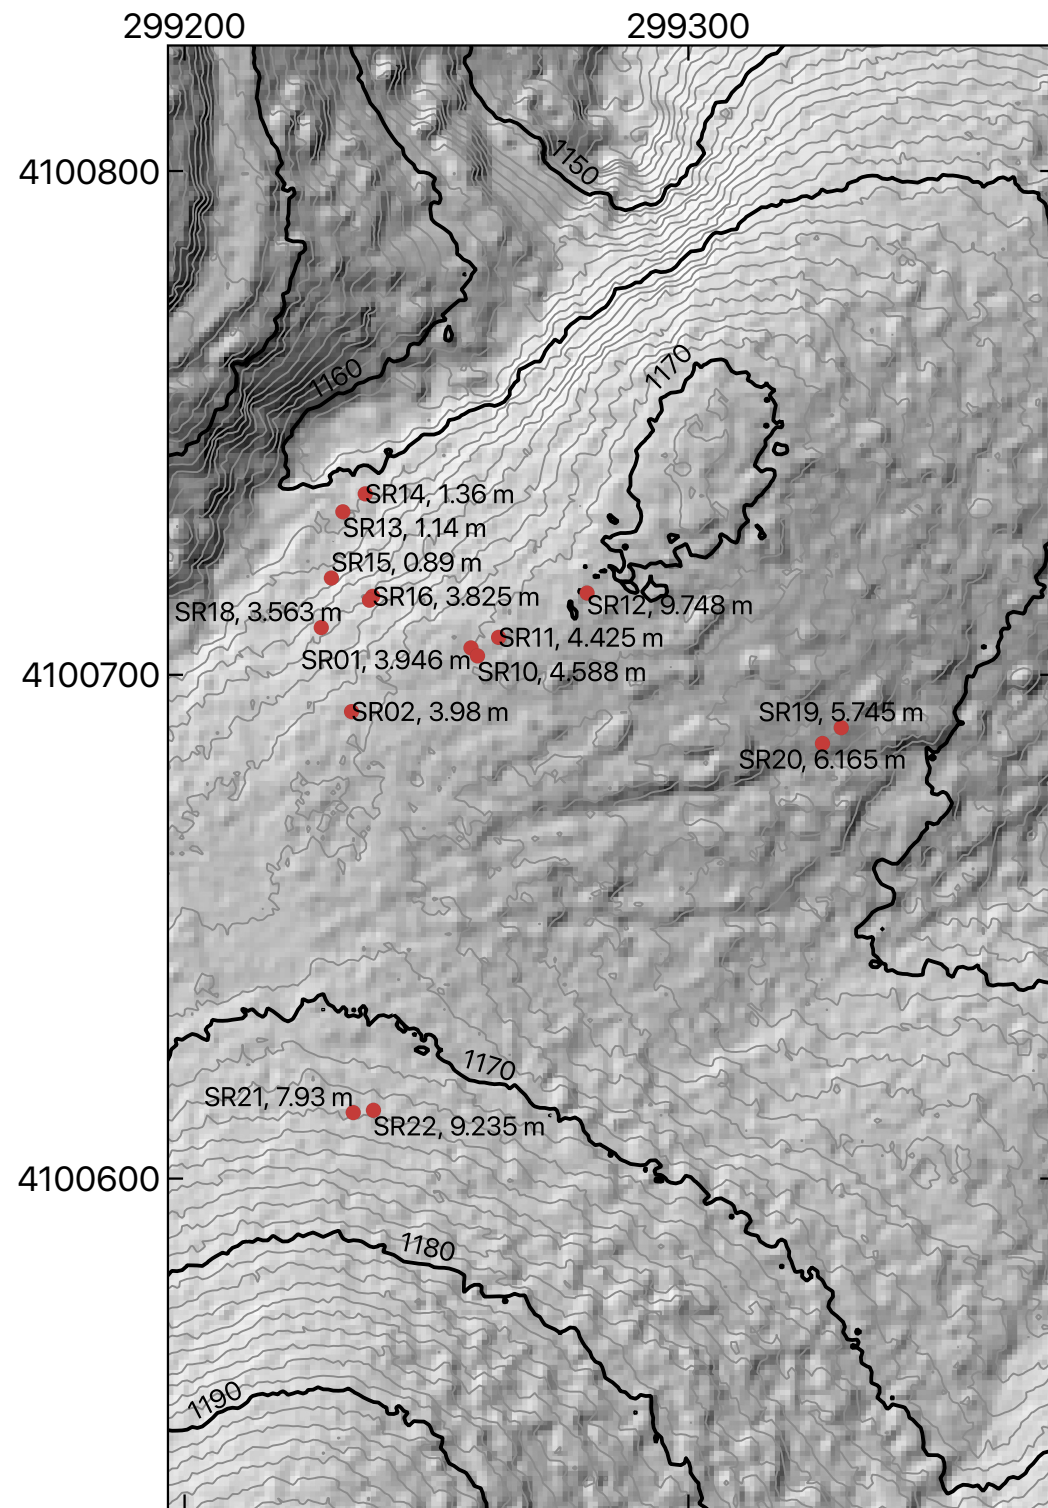 299200
299300
1150
4100800
1170
1160
SR14, 1.36 m
SR13, 1.14 m
SR15, 0.89 m
SR16, 3.825 m
SR12, 9.748 m
SR18, 3.563 m
SR11, 4.425 m
SR01, 3.946 m
SR10, 4.588 m
4100700
SR02, 3.98 m
SR19, 5.745 m
SR20, 6.165 m
1170
SR21, 7.93 m
SR22, 9.235 m
4100600
1180
1190